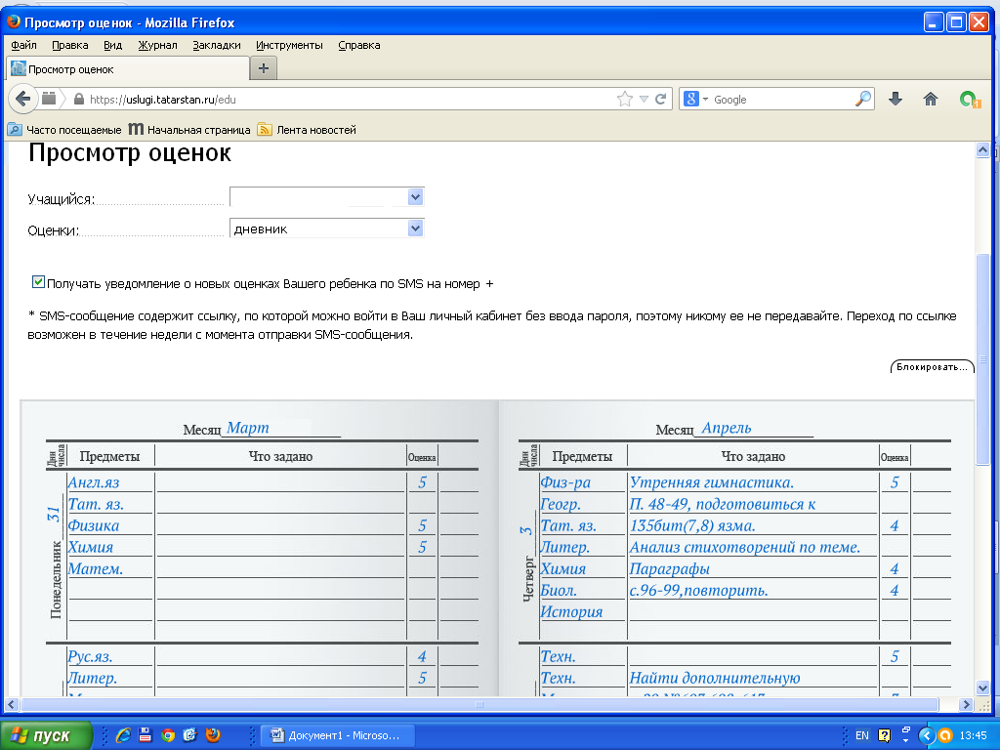 Просмотр оценок - Mozilla Firefox
Файл Правка Вид Журнал Закладки Инструменты Справка
Просмотр оценок
https://uslugi.tatarstan.ru/edu Google
Часто посещаемые Начальная страница Лента новостей
Просмотр оценок
Учащийся:
Оценки: дневник
Получать уведомление о новых оценках Вашего ребенка по SMS на номер +
* SMS-сообщение содержит ссылку, по которой можно войти в Ваш личный кабинет без ввода пароля, поэтому никому ее не передавайте. Переход по ссылке
возможен в течение недели с момента отправки SMS-сообщения.
Блокировать...
Месяц Март
Дни числа Предметы Что задано Оценка
Понедельник 31
Англ.яз 5
Тат. яз.
Физика 5
Химия 5
Матем.
Рус.яз. 4
Литер. 5
Месяц Апрель
Дни числа Предметы Что задано Оценка
Четверг 3
Физ-ра Утренняя гимнастика. 5
Геогр. П. 48-49, подготовиться к
Тат. яз. 135бит(7,8) язма. 4
Литер. Анализ стихотворений по теме.
Химия Параграфы 4
Биол. с.96-99,повторить. 4
История
Техн. 5
Техн. Найти дополнительную
пуск Документ1 - Microso... EN 13:45